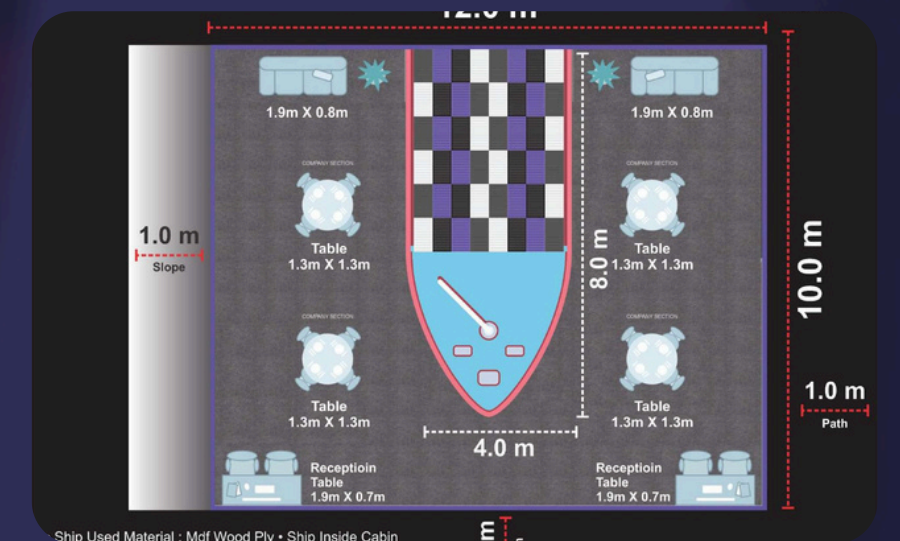 12.0 m
1.9m X 0.8m
1.9m X 0.8m
COMPANY SECTION
COMPANY SECTION
Table
1.3m X 1.3m
Table
1.3m X 1.3m
1.0 m
Slope
8.0 m
10.0 m
COMPANY SECTION
COMPANY SECTION
Table
1.3m X 1.3m
Table
1.3m X 1.3m
1.0 m
Path
4.0 m
Receptioin
Table
1.9m X 0.7m
Receptioin
Table
1.9m X 0.7m
m
Ship Used Material : Mdf Wood Ply • Ship Inside Cabin